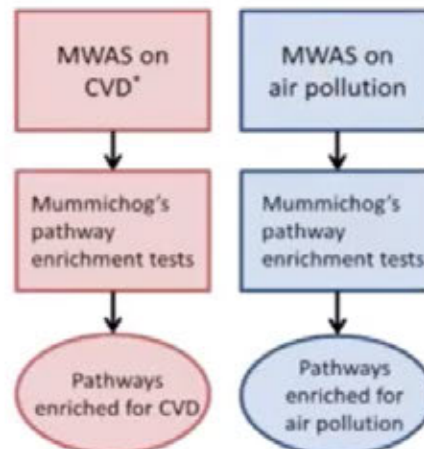 MWAS on
CVD*
MWAS on
air pollution
Mummichog's
pathway
enrichment tests
Mummichog's
pathway
enrichment tests
Pathways
enriched for CVD
Pathways
enriched for
air pollution